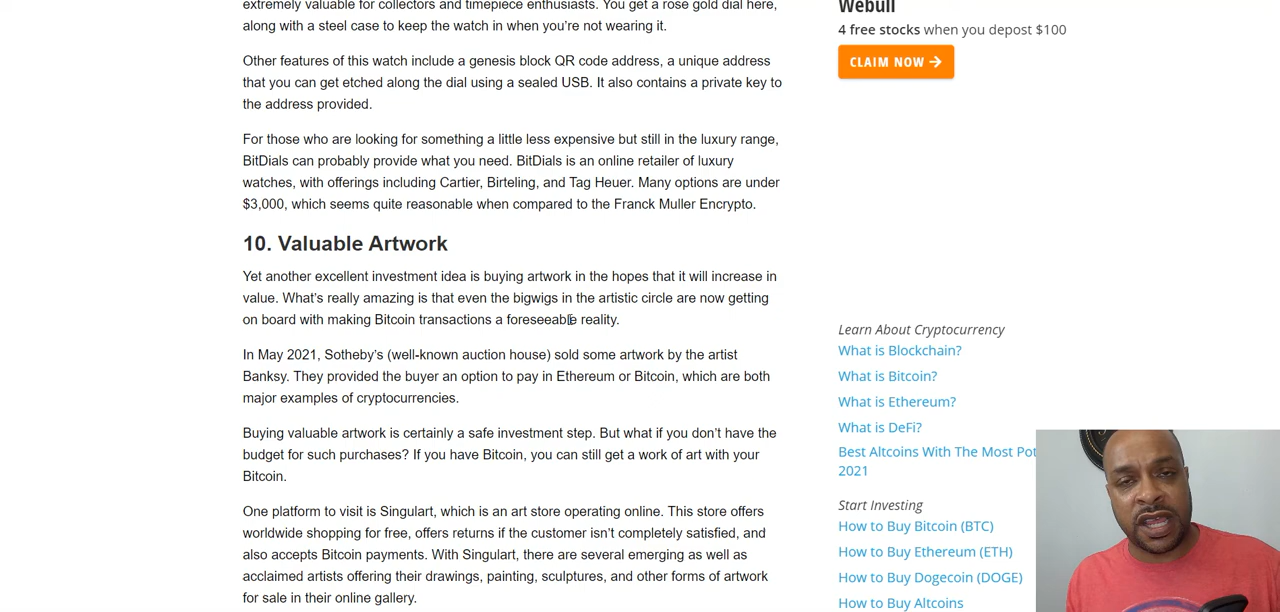 extremely valuable for collectors and timepiece enthusiasts. You get a rose gold dial here,
along with a steel case to keep the watch in when you're not wearing it.
Other features of this watch include a genesis block QR code address, a unique address
that you can get etched along the dial using a sealed USB. It also contains a private key to
the address provided.
For those who are looking for something a little less expensive but still in the luxury range,
BitDials can probably provide what you need. BitDials is an online retailer of luxury
watches, with offerings including Cartier, Birteling, and Tag Heuer. Many options are under
$3,000, which seems quite reasonable when compared to the Franck Muller Encrypto.
10. Valuable Artwork
Yet another excellent investment idea is buying artwork in the hopes that it will increase in
value. What's really amazing is that even the bigwigs in the artistic circle are now getting
on board with making Bitcoin transactions a foreseeable reality.
In May 2021, Sotheby's (well-known auction house) sold some artwork by the artist
Banksy. They provided the buyer an option to pay in Ethereum or Bitcoin, which are both
major examples of cryptocurrencies.
Buying valuable artwork is certainly a safe investment step. But what if you don't have the
budget for such purchases? If you have Bitcoin, you can still get a work of art with your
Bitcoin.
One platform to visit is Singulart, which is an art store operating online. This store offers
worldwide shopping for free, offers returns if the customer isn't completely satisfied, and
also accepts Bitcoin payments. With Singulart, there are several emerging as well as
acclaimed artists offering their drawings, painting, sculptures, and other forms of artwork
for sale in their online gallery.
Webull
4 free stocks when you depost $100
CLAIM NOW →
Learn About Cryptocurrency
What is Blockchain?
What is Bitcoin?
What is Ethereum?
What is DeFi?
Best Altcoins With The Most Pot
2021
Start Investing
How to Buy Bitcoin (BTC)
How to Buy Ethereum (ETH)
How to Buy Dogecoin (DOGE)
How to Buy Altcoins